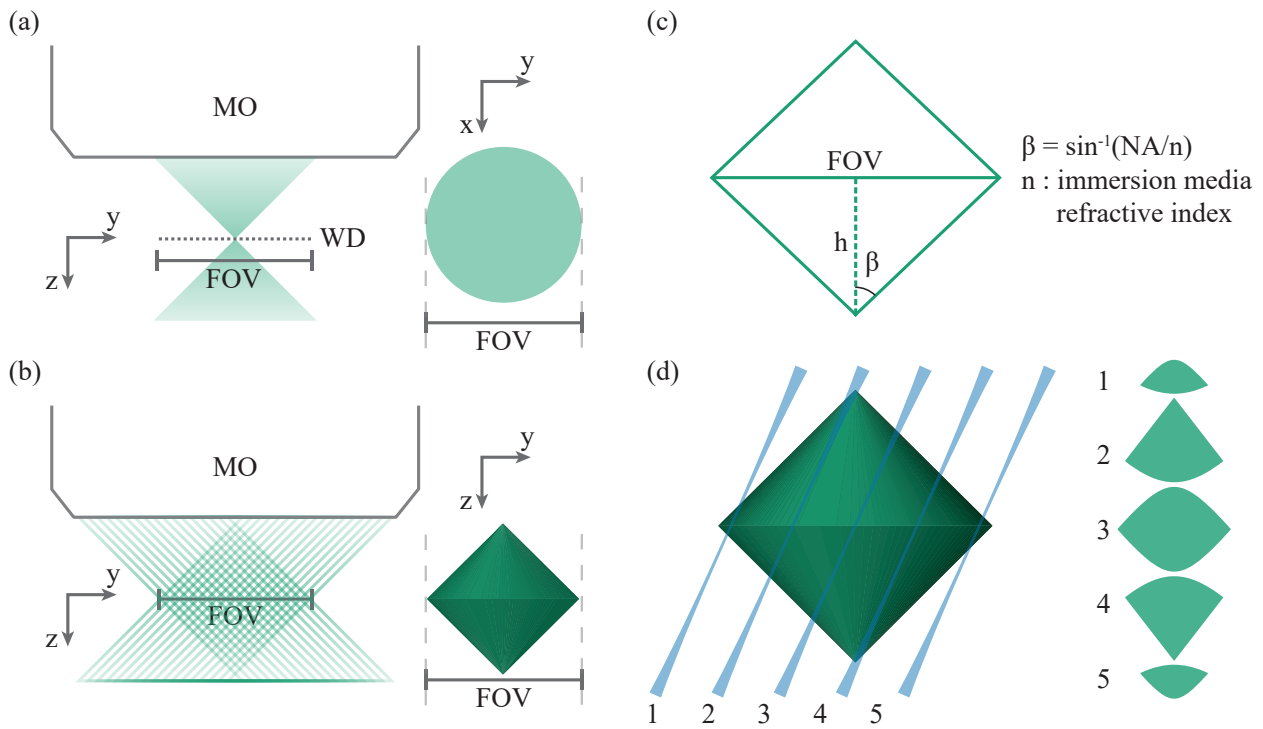 (a)
MO
y
x
y
z
WD
FOV
FOV
(b)
MO
y
z
y
z
FOV
FOV
(c)
FOV
h
β
β = sin⁻¹(NA/n)
n : immersion media
refractive index
(d)
1
2
3
4
5
1
2
3
4
5